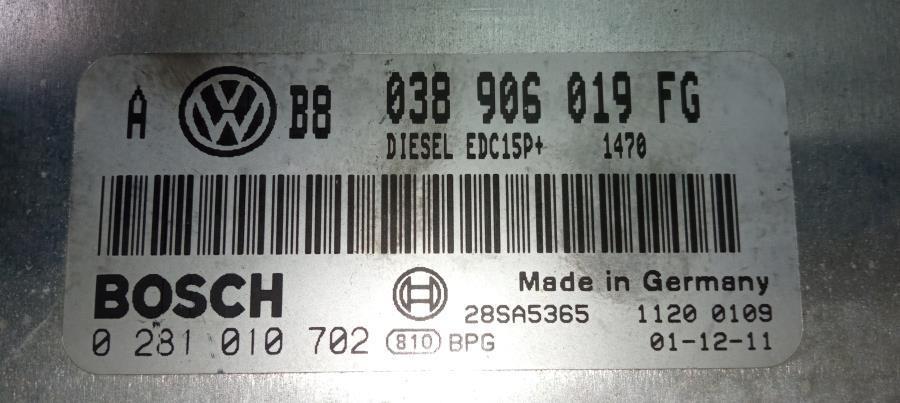 A VW B8 038 906 019 FG
DIESEL EDC15P+ 1470
BOSCH Made in Germany
28SA5365 1120 0109
0 281 010 702 810 BPG 01-12-11